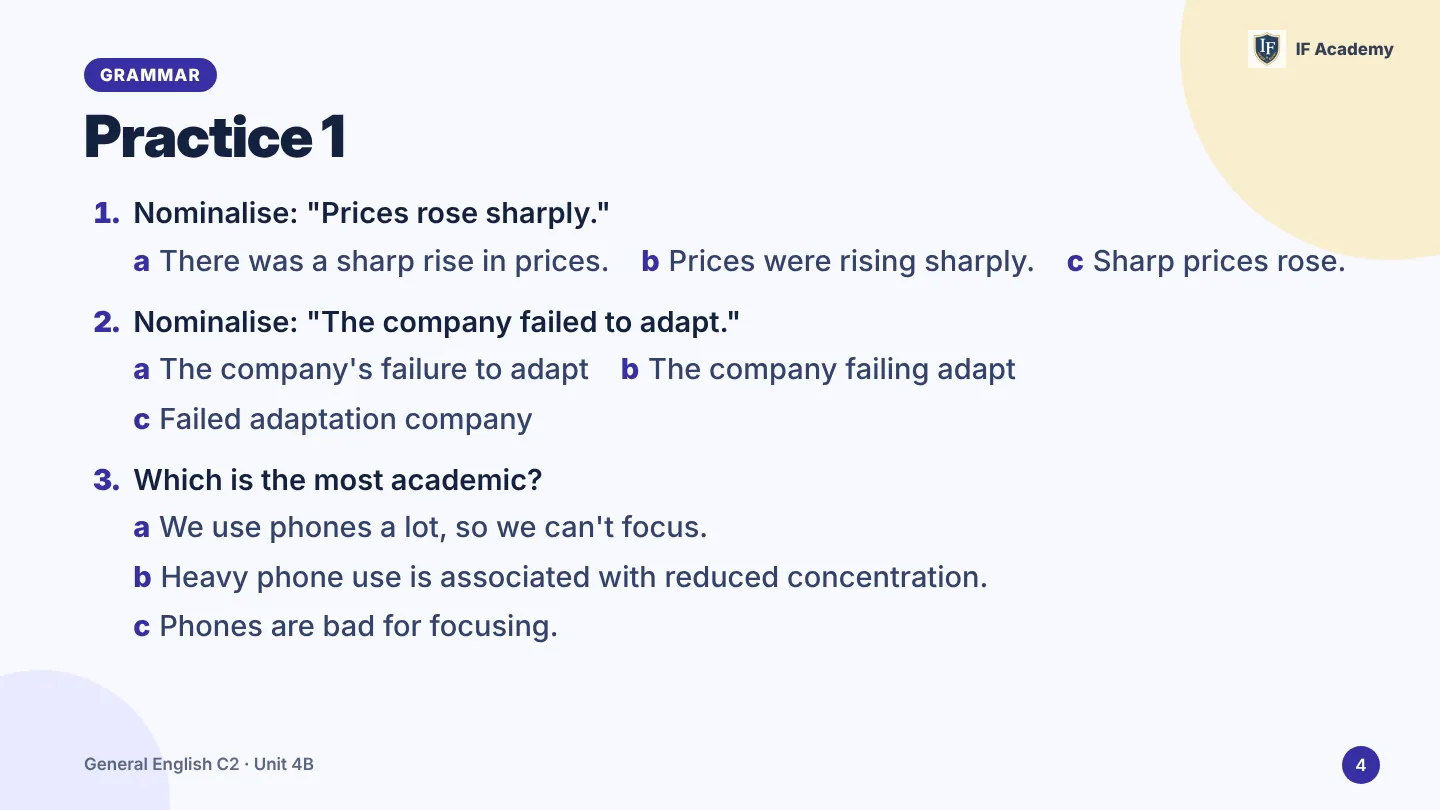 IF
IF Academy
GRAMMAR
Practice 1
1. Nominalise: "Prices rose sharply."
a There was a sharp rise in prices. b Prices were rising sharply. c Sharp prices rose.
2. Nominalise: "The company failed to adapt."
a The company's failure to adapt b The company failing adapt
c Failed adaptation company
3. Which is the most academic?
a We use phones a lot, so we can't focus.
b Heavy phone use is associated with reduced concentration.
c Phones are bad for focusing.
General English C2 · Unit 4B
4